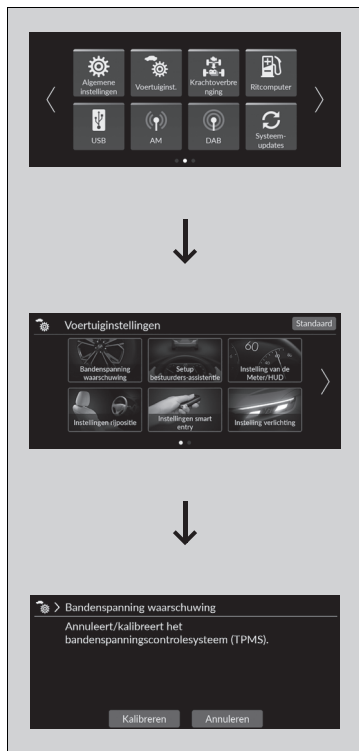 Algemene
instellingen
Voertuiginst.
Krachtoverbre
nging
Ritcomputer
USB
AM
DAB
Systeem-
updates
Voertuiginstellingen
Standaard
Bandenspanning
waarschuwing
Setup
bestuurders-assistentie
60
Instelling van de
Meter/HUD
Instellingen rijpositie
Instellingen smart
entry
Instelling verlichting
Bandenspanning waarschuwing
Annuleert/kalibreert het
bandenspanningscontrolesysteem (TPMS).
Kalibreren
Annuleren